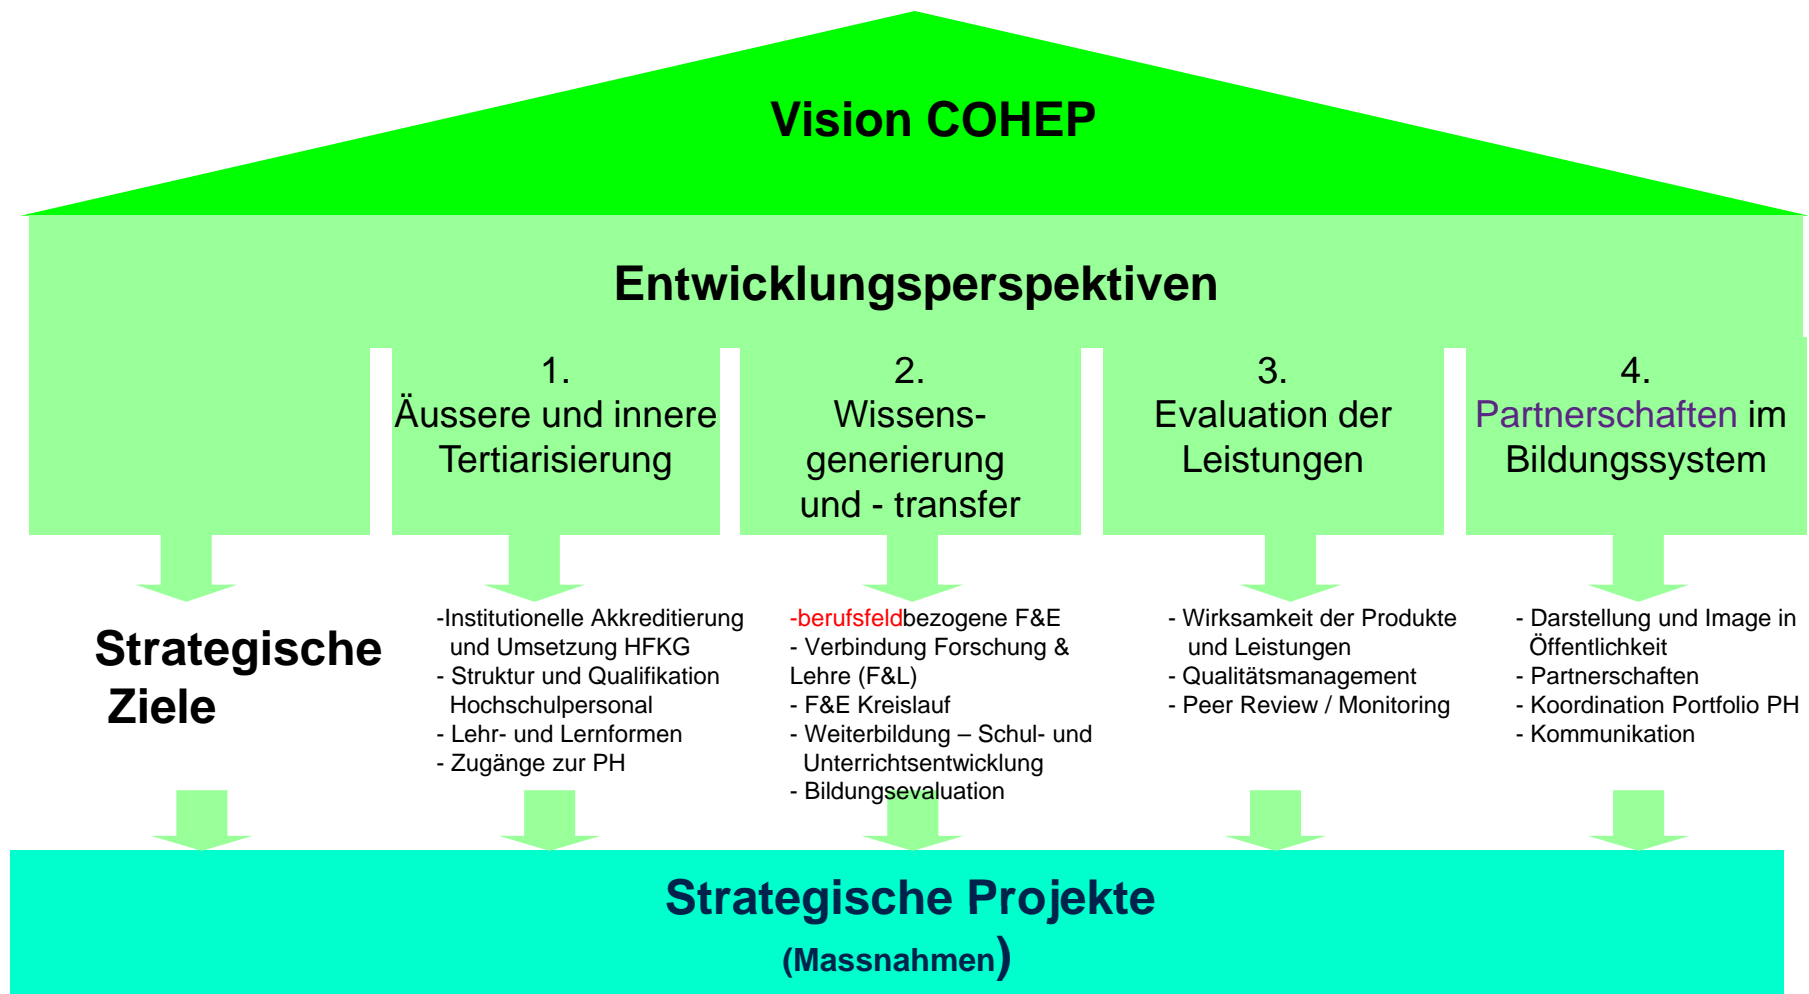 Vision COHEP
Entwicklungsperspektiven
1.
Äussere und innere
Tertiarisierung
2.
Wissens-
generierung
und - transfer
3.
Evaluation der
Leistungen
4.
Partnerschaften im
Bildungssystem
Strategische
Ziele
-Institutionelle Akkreditierung
und Umsetzung HFKG
- Struktur und Qualifikation
Hochschulpersonal
- Lehr- und Lernformen
- Zugänge zur PH
-berufsfeldbezogene F&E
- Verbindung Forschung &
Lehre (F&L)
- F&E Kreislauf
- Weiterbildung – Schul- und
Unterrichtsentwicklung
- Bildungsevaluation
- Wirksamkeit der Produkte
und Leistungen
- Qualitätsmanagement
- Peer Review / Monitoring
- Darstellung und Image in
Öffentlichkeit
- Partnerschaften
- Koordination Portfolio PH
- Kommunikation
Strategische Projekte
(Massnahmen)